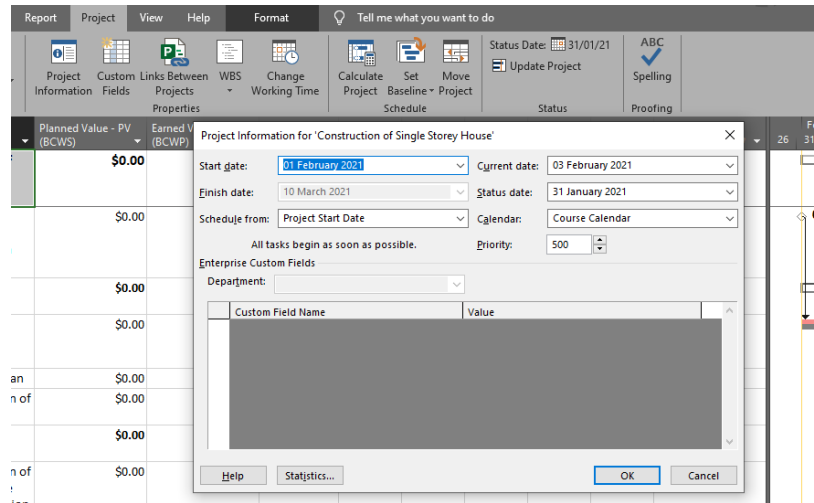 Report Project View Help Format Tell me what you want to do
Project Information
Custom Fields
Links Between Projects
WBS
Change Working Time
Properties
Calculate Project
Set Baseline
Move Project
Schedule
Status Date: 31/01/21
Update Project
Status
ABC
Spelling
Proofing
Planned Value - PV (BCWS)
Earned V
(BCWP)
26 31
$0.00
$0.00
$0.00
$0.00
an $0.00
n of $0.00
$0.00
n of $0.00
Project Information for 'Construction of Single Storey House'
Start date: 01 February 2021 Current date: 03 February 2021
Finish date: 10 March 2021 Status date: 31 January 2021
Schedule from: Project Start Date Calendar: Course Calendar
All tasks begin as soon as possible. Priority: 500
Enterprise Custom Fields
Department:
Custom Field Name Value
Help Statistics... OK Cancel